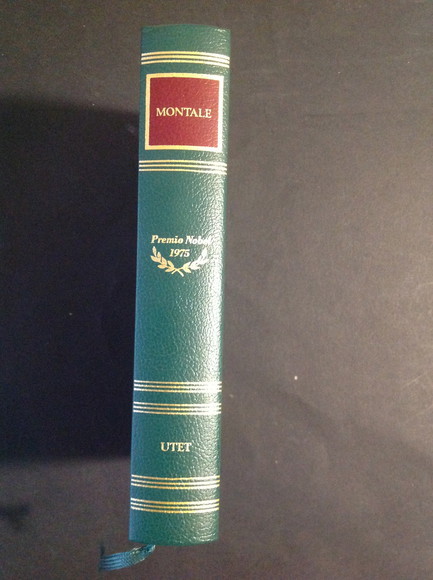 MONTALE
Premio Nobel
1975
UTET